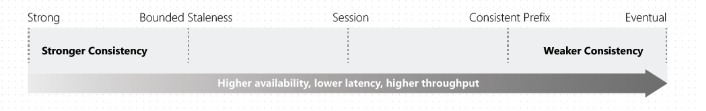 Strong Bounded Staleness Session Consistent Prefix Eventual
Stronger Consistency Weaker Consistency
Higher availability, lower latency, higher throughput